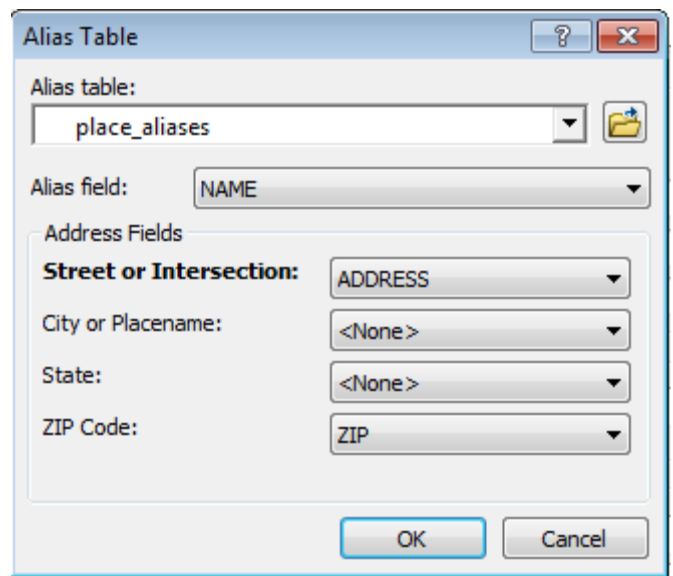 Alias Table
Alias table:
place_aliases
Alias field: NAME
Address Fields
Street or Intersection: ADDRESS
City or Placename: <None>
State: <None>
ZIP Code: ZIP
OK Cancel